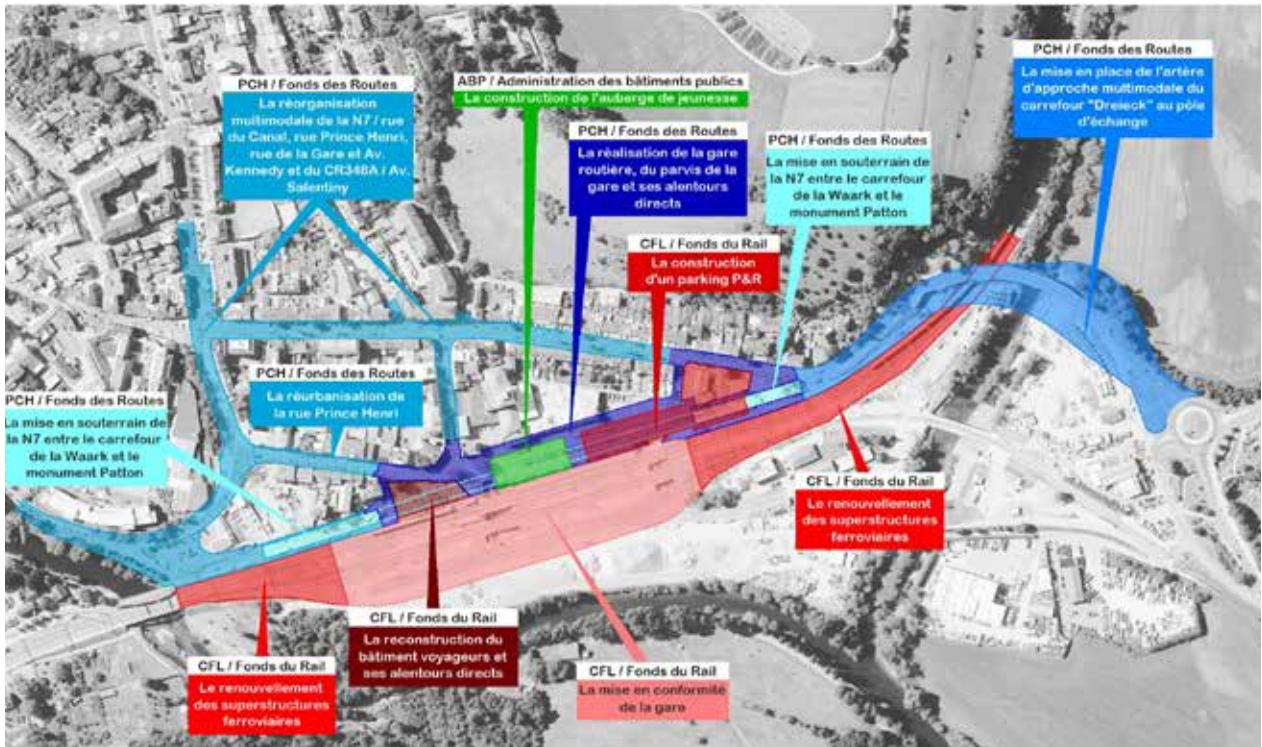 PCH / Fonds des Routes
La mise en place de l'artère
d'approche multimodale du
carrefour "Dreieck" au pôle
d'échange
PCH / Fonds des Routes
La réorganisation
multimodale de la N7 / rue
du Canal, rue Prince Henri,
rue de la Gare et Av.
Kennedy et du CR348A / Av.
Salentiny
ABP / Administration des bâtiments publics
La construction de l'auberge de jeunesse
PCH / Fonds des Routes
La réalisation de la gare
routière, du parvis de la
gare et ses alentours
directs
PCH / Fonds des Routes
La mise en souterrain de
la N7 entre le carrefour
de la Waark et le
monument Patton
CFL / Fonds du Rail
La construction
d'un parking P&R
PCH / Fonds des Routes
La réurbanisation de
la rue Prince Henri
PCH / Fonds des Routes
La mise en souterrain de
la N7 entre le carrefour
de la Waark et le
monument Patton
CFL / Fonds du Rail
Le renouvellement
des superstructures
ferroviaires
CFL / Fonds du Rail
La reconstruction du
bâtiment voyageurs et
ses alentours directs
CFL / Fonds du Rail
Le renouvellement
des superstructures
ferroviaires
CFL / Fonds du Rail
La mise en conformité
de la gare